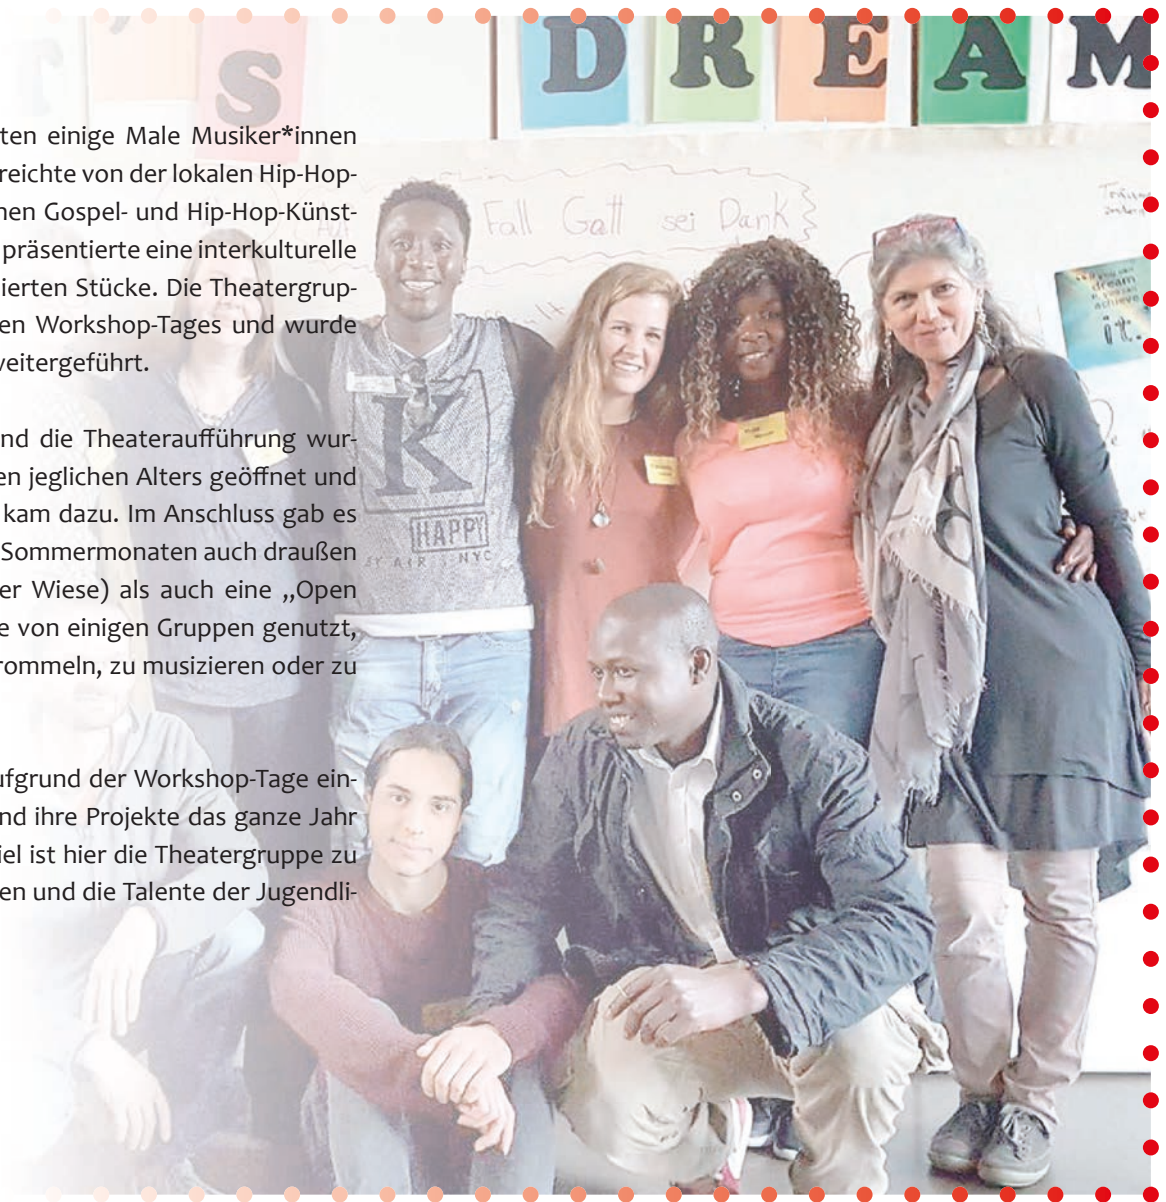 'S DREAM
ten einige Male Musiker*innen
reichte von der lokalen Hip-Hop-
nen Gospel- und Hip-Hop-Künst-
präsentierte eine interkulturelle
ierten Stücke. Die Theatergrup-
en Workshop-Tages und wurde
weitergeführt.
nd die Theateraufführung wur-
en jeglichen Alters geöffnet und
kam dazu. Im Anschluss gab es
Sommermonaten auch draußen
er Wiese) als auch eine „Open
e von einigen Gruppen genutzt,
rommeln, zu musizieren oder zu
ufgrund der Workshop-Tage ein-
nd ihre Projekte das ganze Jahr
iel ist hier die Theatergruppe zu
en und die Talente der Jugendli-
Fall Gott sei Dank
dream
achieve
it.
K
HAPPY
NYC